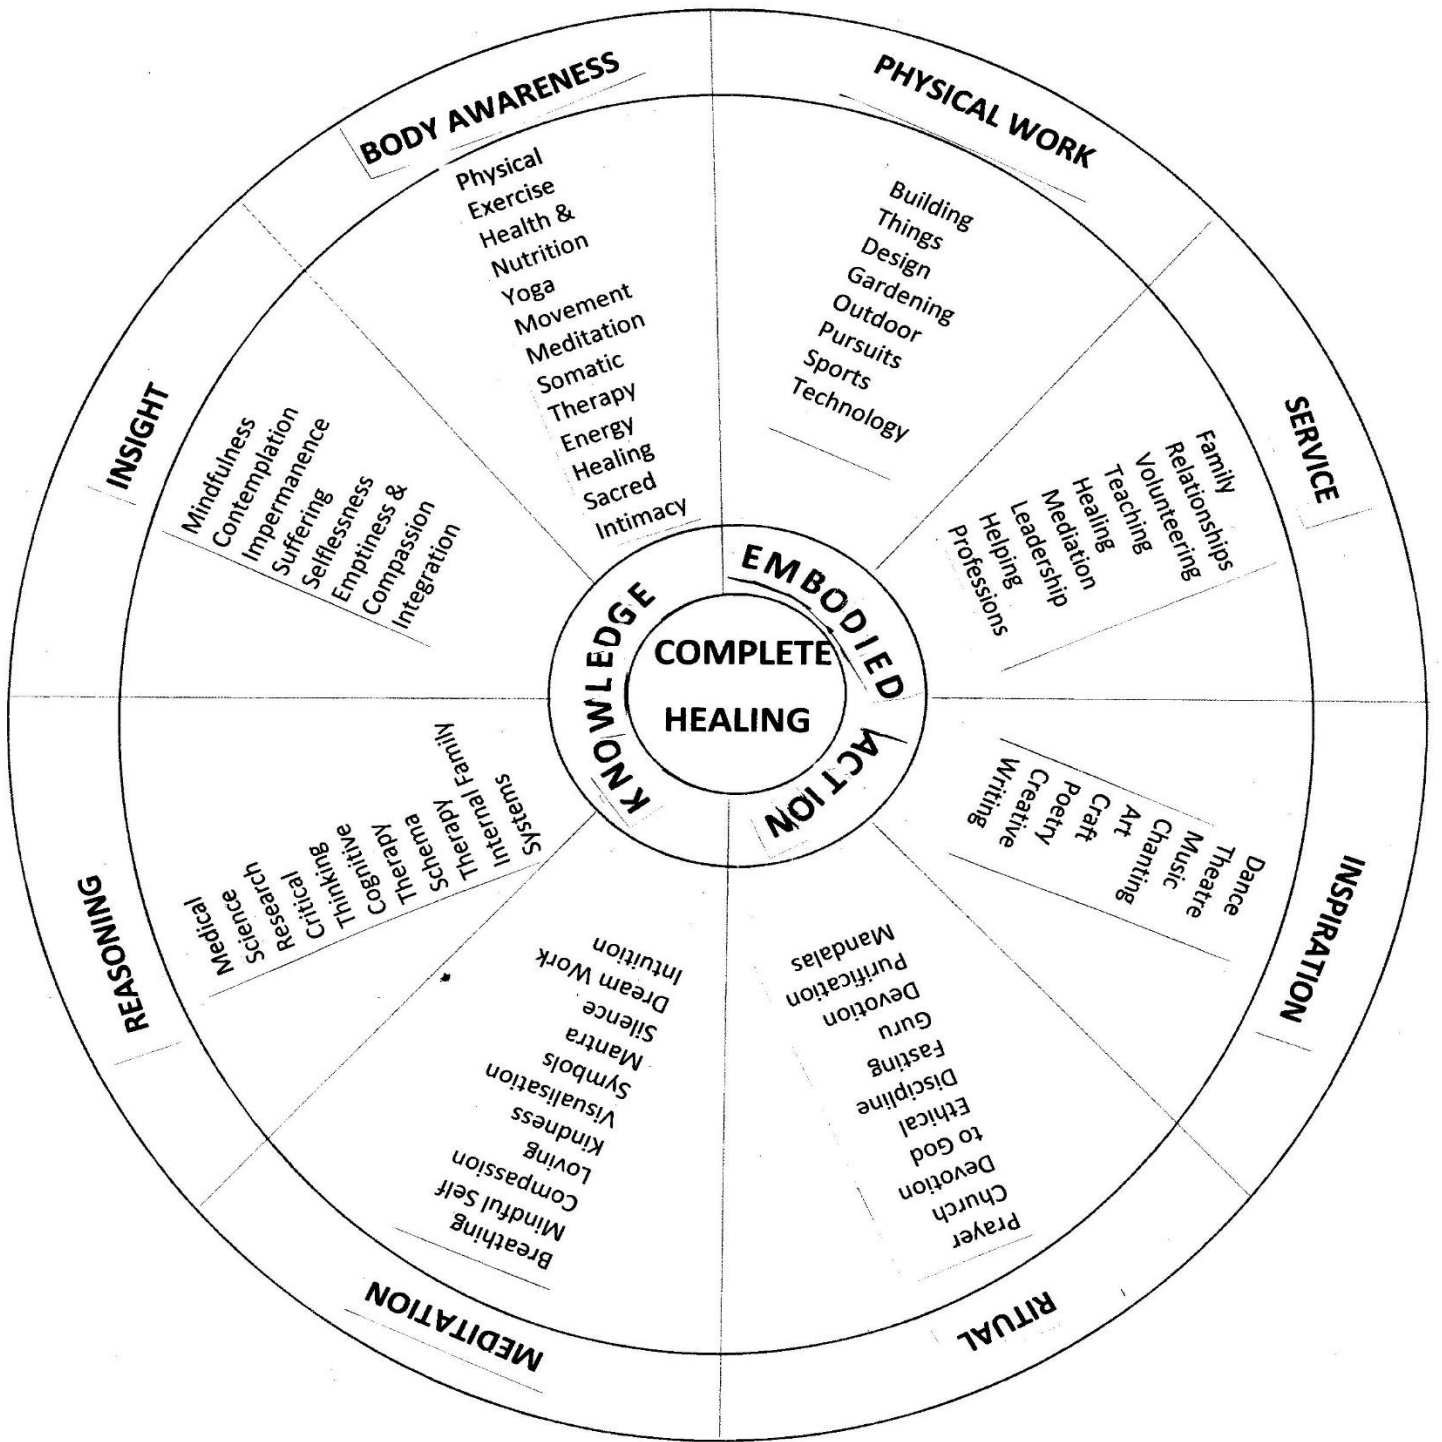 BODY AWARENESS
Physical
Exercise
Health &
Nutrition
Yoga
Movement
Meditation
Somatic
Therapy
Energy
Healing
Sacred
Intimacy
PHYSICAL WORK
Building
Things
Design
Gardening
Outdoor
Pursuits
Sports
Technology
SERVICE
Family
Relationships
Volunteering
Teaching
Healing
Mediation
Leadership
Helping
Professions
INSPIRATION
Dance
Theatre
Music
Chanting
Art
Craft
Poetry
Creative
Writing
RITUAL
Prayer
Church
Devotion
to God
Ethical
Discipline
Fasting
Guru
Devotion
Purification
Mandalas
MEDITATION
Breathing
Mindful Self
Compassion
Loving
Kindness
Visualisation
Symbols
Mantra
Silence
Dream Work
Intuition
REASONING
Medical
Science
Research
Critical
Thinking
Cognitive
Therapy
Schema
Therapy
Internal Family
Systems
INSIGHT
Mindfulness
Contemplation
Impermanence
Suffering
Selflessness
Emptiness &
Compassion
Integration
KNOWLEDGE
EMBODIED
ACTION
COMPLETE
HEALING